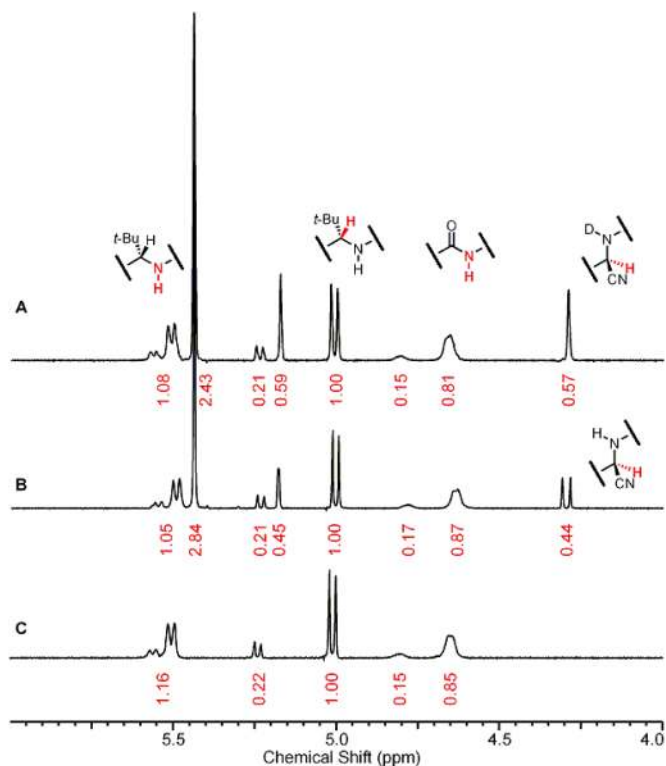 t-Bu H
N
H
t-Bu H
N
H
O
N
H
D
N
H
CN
A
1.08 2.43 0.21 0.59 1.00 0.15 0.81 0.57
H N
H
CN
B
1.05 2.84 0.21 0.45 1.00 0.17 0.87 0.44
C
1.16 0.22 1.00 0.15 0.85
5.5 5.0 4.5 4.0
Chemical Shift (ppm)